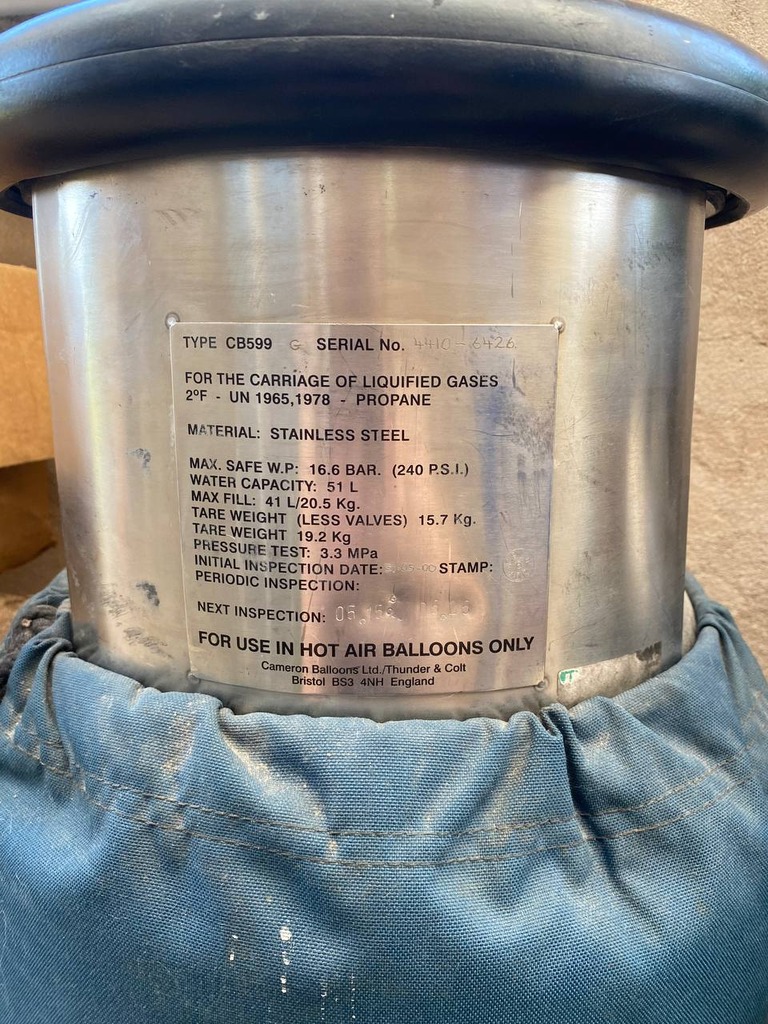 TYPE CB599 G SERIAL No. 4410-6426
FOR THE CARRIAGE OF LIQUIFIED GASES
2ºF - UN 1965,1978 - PROPANE
MATERIAL: STAINLESS STEEL
MAX. SAFE W.P: 16.6 BAR. (240 P.S.I.)
WATER CAPACITY: 51 L
MAX FILL: 41 L/20.5 Kg.
TARE WEIGHT (LESS VALVES) 15.7 Kg.
TARE WEIGHT 19.2 Kg
PRESSURE TEST: 3.3 MPa
INITIAL INSPECTION DATE: STAMP:
PERIODIC INSPECTION:
NEXT INSPECTION:
FOR USE IN HOT AIR BALLOONS ONLY
Cameron Balloons Ltd./Thunder & Colt
Bristol BS3 4NH England